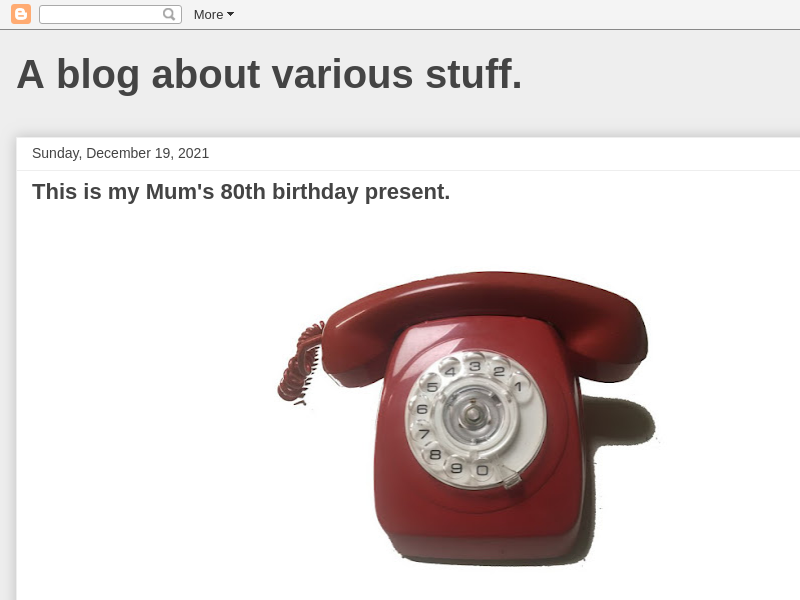 More
A blog about various stuff.
Sunday, December 19, 2021
This is my Mum's 80th birthday present.
3
4
2
5
1
6
7
8
9
0